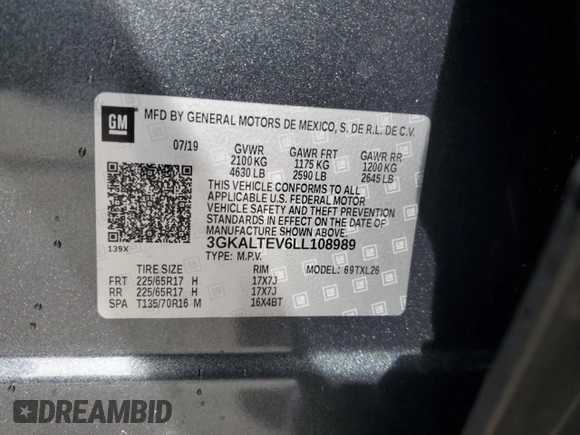 GM
MFD BY GENERAL MOTORS DE MEXICO, S. DE R.L. DE C.V.
07/19 GVWR GAWR FRT GAWR RR
2100 KG 1175 KG 1200 KG
4630 LB 2590 LB 2645 LB
THIS VEHICLE CONFORMS TO ALL
APPLICABLE U.S. FEDERAL MOTOR
VEHICLE SAFETY AND THEFT PREVENTION
STANDARDS IN EFFECT ON THE DATE OF
MANUFACTURE SHOWN ABOVE.
139X
3GKALTEV6LL108989
TYPE: M.P.V. MODEL: 69TXL26
TIRE SIZE RIM
FRT 225/65R17 H 17X7J
RR 225/65R17 H 17X7J
SPA T135/70R16 M 16X4BT
DREAMBID